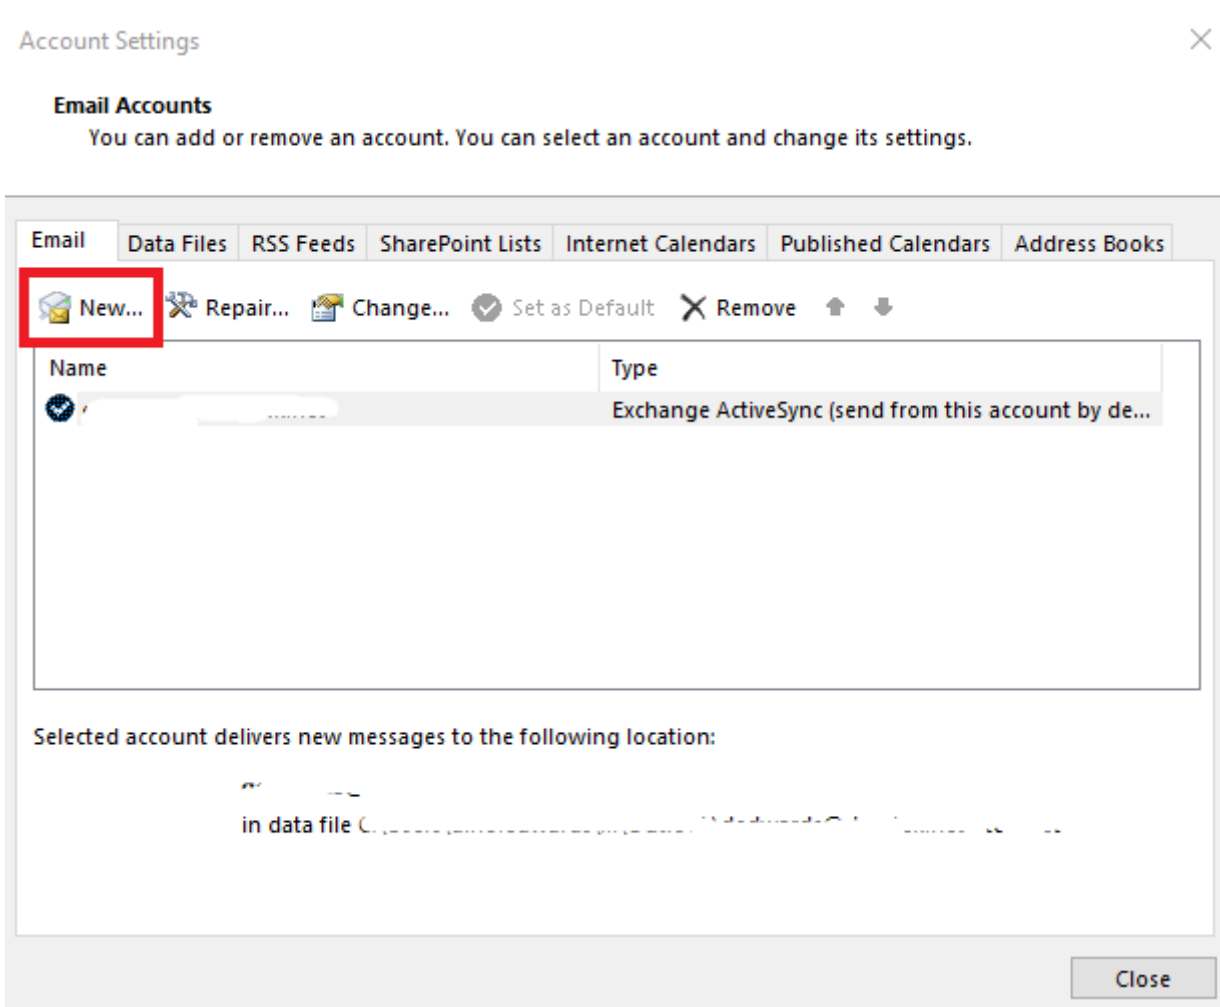 Account Settings
Email Accounts
You can add or remove an account. You can select an account and change its settings.
Email Data Files RSS Feeds SharePoint Lists Internet Calendars Published Calendars Address Books
New... Repair... Change... Set as Default Remove
Name Type
Exchange ActiveSync (send from this account by de...
Selected account delivers new messages to the following location:
in data file
Close